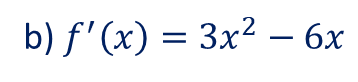 b) f'(x) = 3x² − 6x